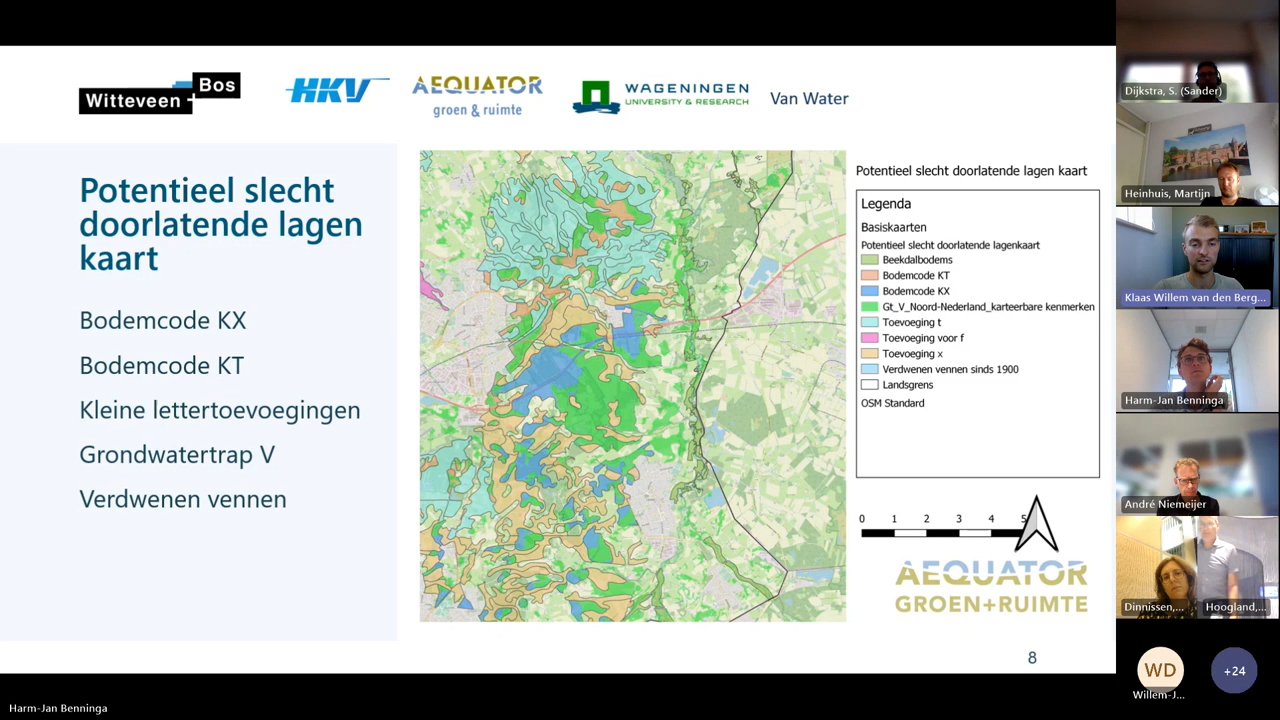 Witteveen
Bos
HKV
AEQUATOR
groen & ruimte
WAGENINGEN
UNIVERSITY & RESEARCH
Van Water
Potentieel slecht
doorlatende lagen
kaart
Bodemcode KX
Bodemcode KT
Kleine lettertoevoegingen
Grondwatertrap V
Verdwenen vennen
Potentieel slecht doorlatende lagen kaart
Legenda
Basiskaarten
Potentieel slecht doorlatende lagenkaart
Beekdalbodems
Bodemcode KT
Bodemcode KX
Gt_V_Noord-Nederland_karteerbare kenmerken
Toevoeging t
Toevoeging voor f
Toevoeging x
Verdwenen vennen sinds 1900
Landsgrens
OSM Standard
0 1 2 3 4 5
AEQUATOR
GROEN+RUIMTE
8
Dijkstra, S. (Sander)
Heinhuis, Martijn
Klaas Willem van den Berg...
Harm-Jan Benninga
André Niemeijer
Dinnissen,...
Hoogland,...
WD
Willem-J...
+24
Harm-Jan Benninga